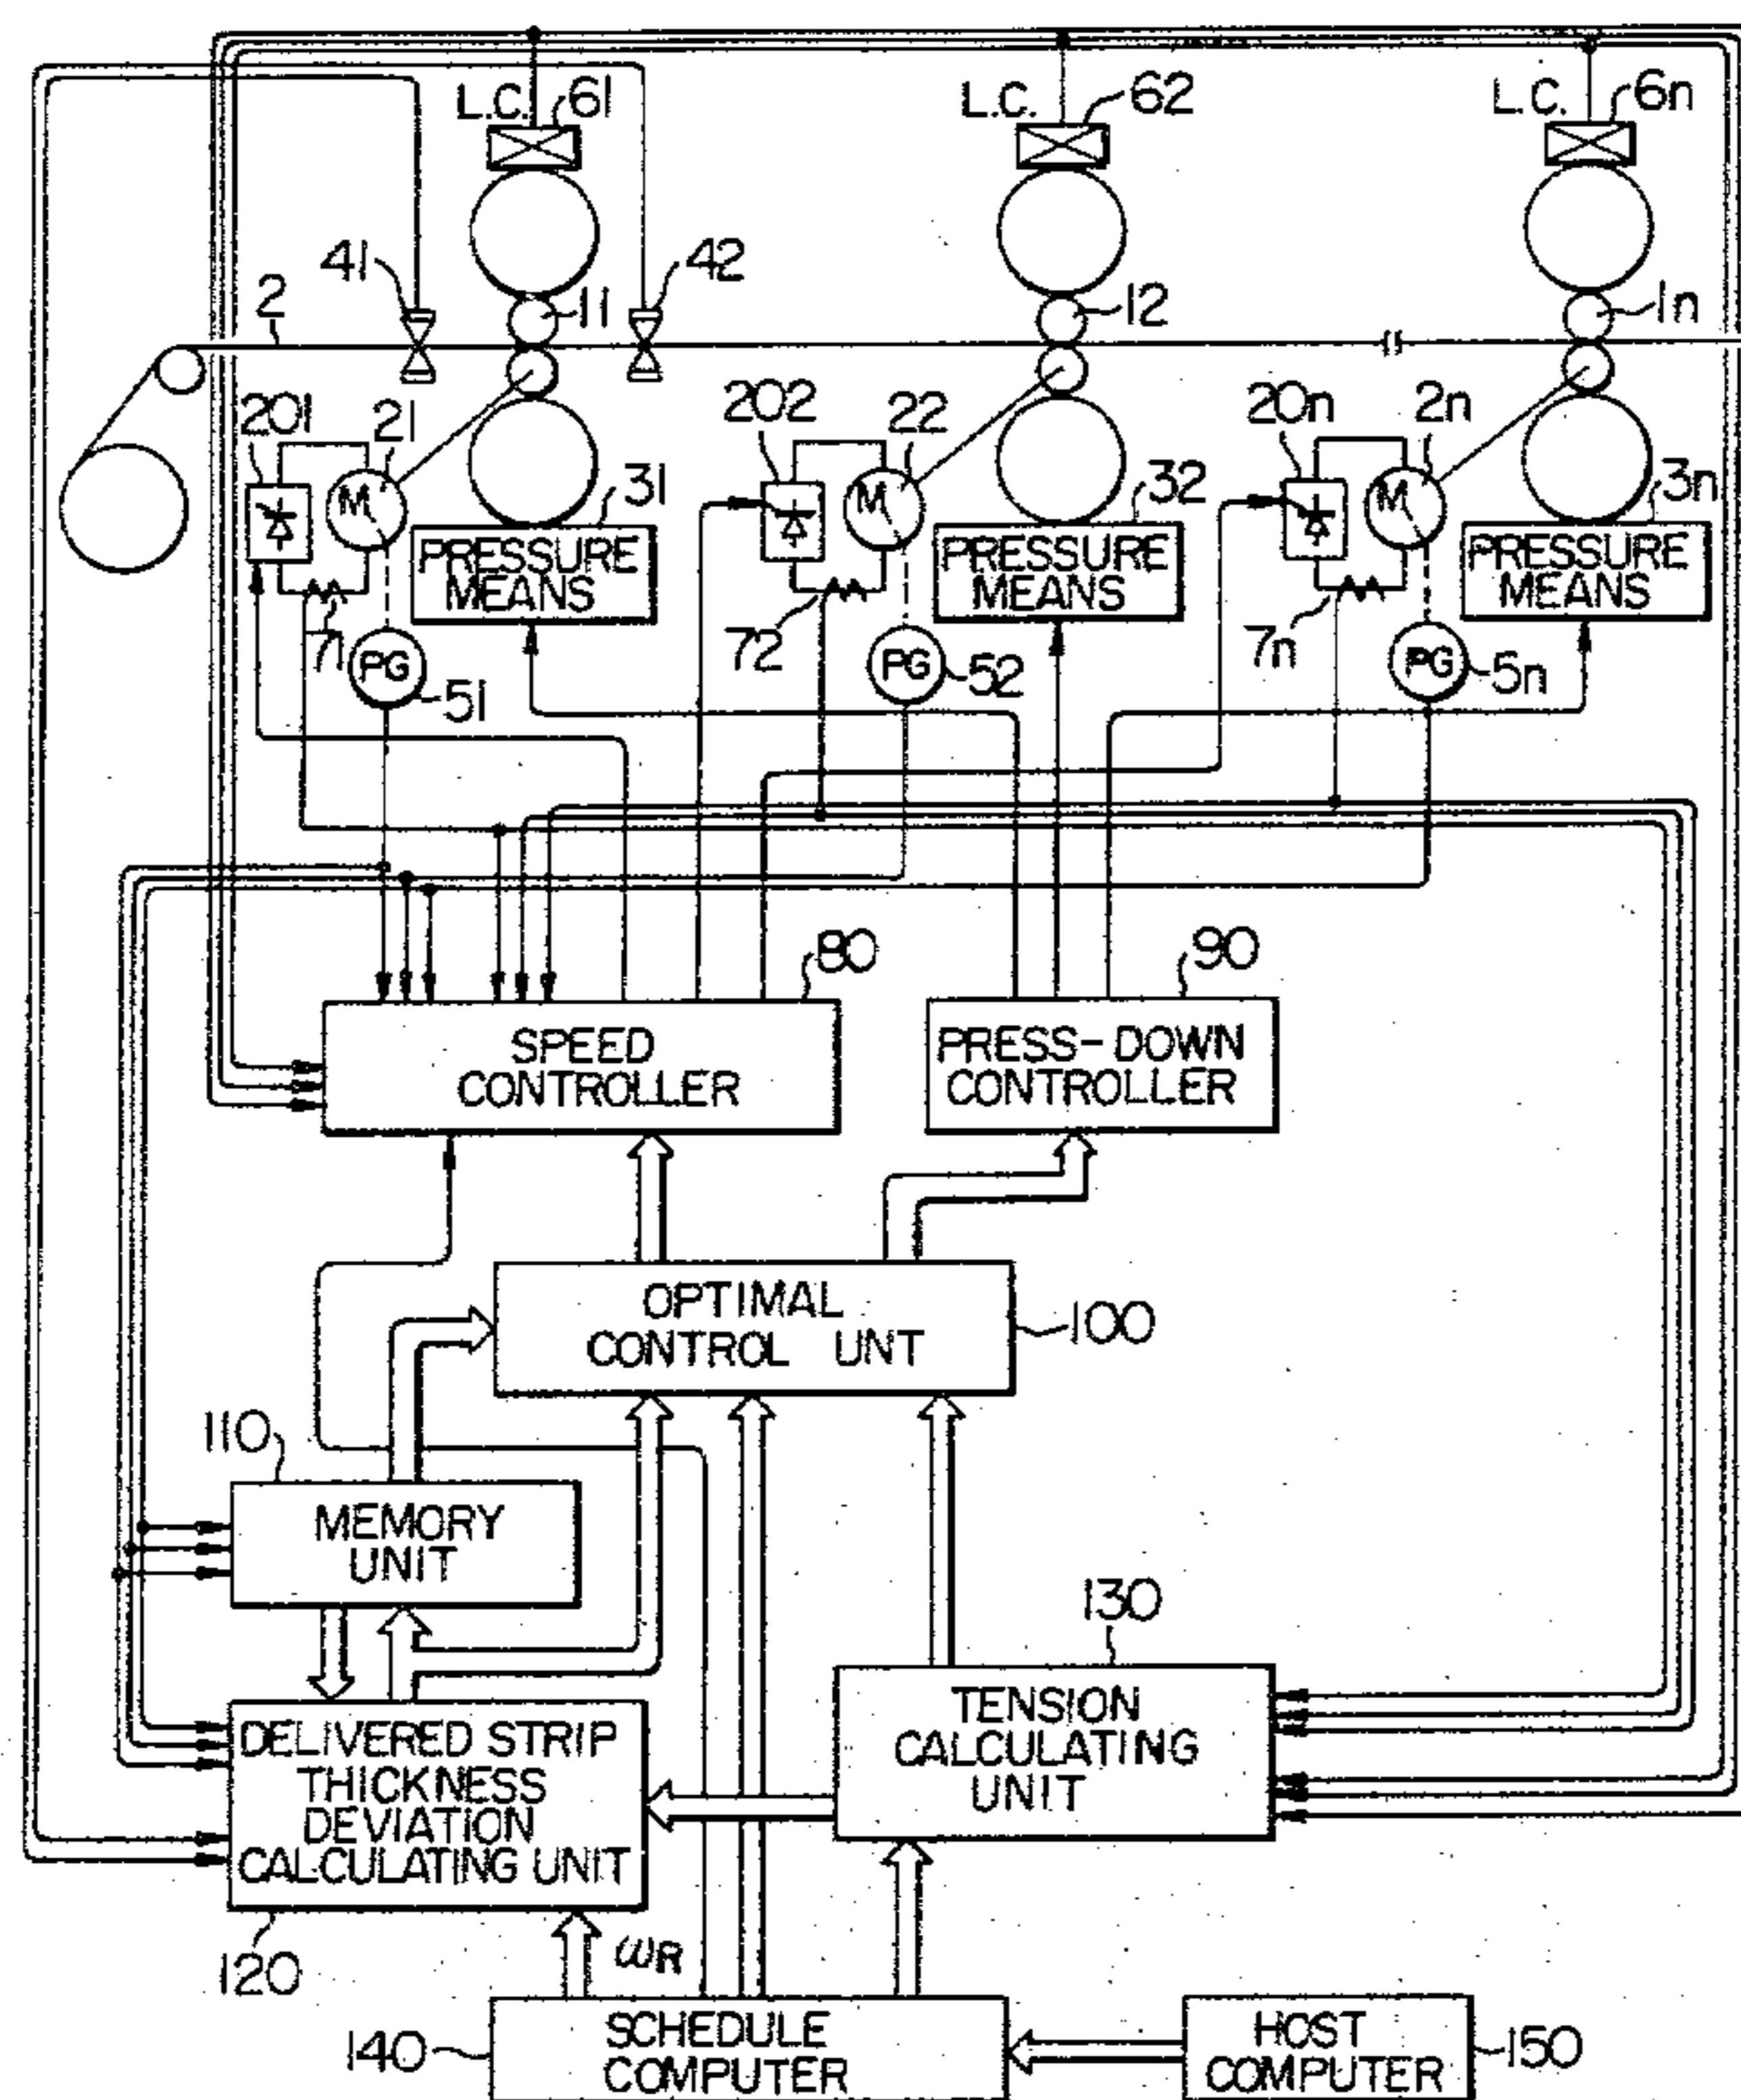 L.C. 61
L.C. 62
L.C. 6n
41
42
2
11
12
1n
201
21
202
22
20n
2n
31
32
3n
M
M
M
PRESSURE
MEANS
PRESSURE
MEANS
PRESSURE
MEANS
71
72
7n
PG
PG
PG
51
52
5n
80
90
SPEED
CONTROLLER
PRESS-DOWN
CONTROLLER
OPTIMAL
CONTROL UNT
100
110
MEMORY
UNIT
130
TENSION
CALCULATING
UNIT
DELIVERED STRIP
THICKNESS
DEVIATION
CALCULATING UNIT
120
ωR
140
SCHEDULE
COMPUTER
HOST
COMPUTER
150